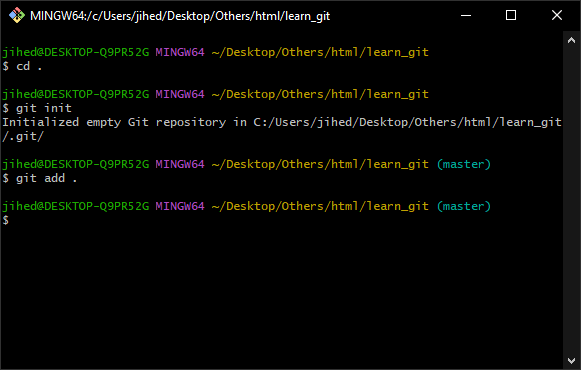 MINGW64:/c/Users/jihed/Desktop/Others/html/learn_git
jihed@DESKTOP-Q9PR52G MINGW64 ~/Desktop/Others/html/learn_git
$ cd .
jihed@DESKTOP-Q9PR52G MINGW64 ~/Desktop/Others/html/learn_git
$ git init
Initialized empty Git repository in C:/Users/jihed/Desktop/Others/html/learn_git
/.git/
jihed@DESKTOP-Q9PR52G MINGW64 ~/Desktop/Others/html/learn_git (master)
$ git add .
jihed@DESKTOP-Q9PR52G MINGW64 ~/Desktop/Others/html/learn_git (master)
$